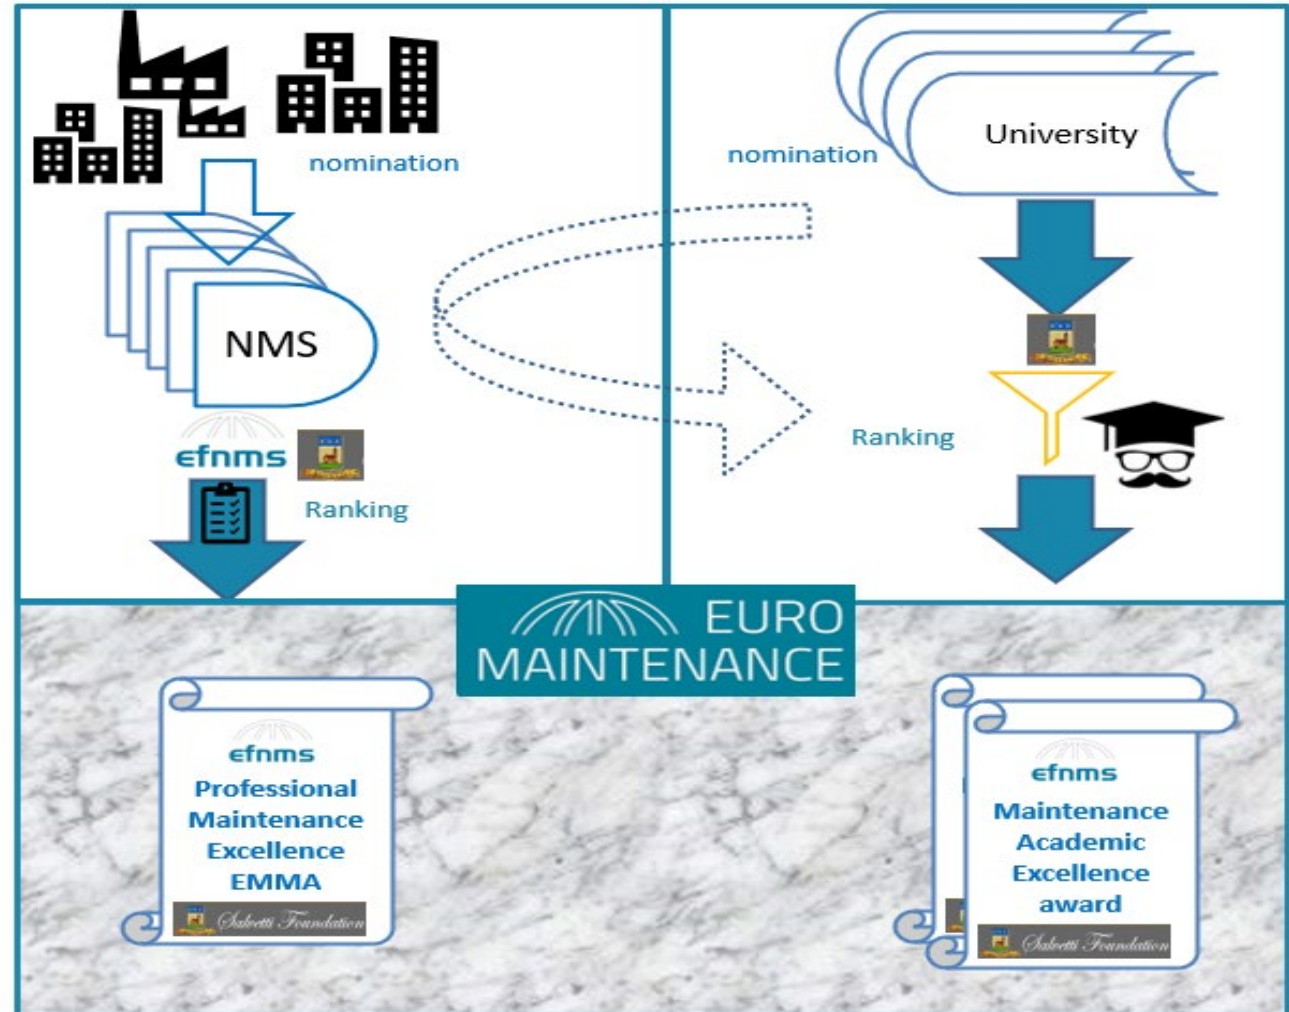 nomination
NMS
efnms
Ranking
nomination
University
Ranking
EURO
MAINTENANCE
efnms
Professional
Maintenance
Excellence
EMMA
Salvetti Foundation
efnms
Maintenance
Academic
Excellence
award
Salvetti Foundation